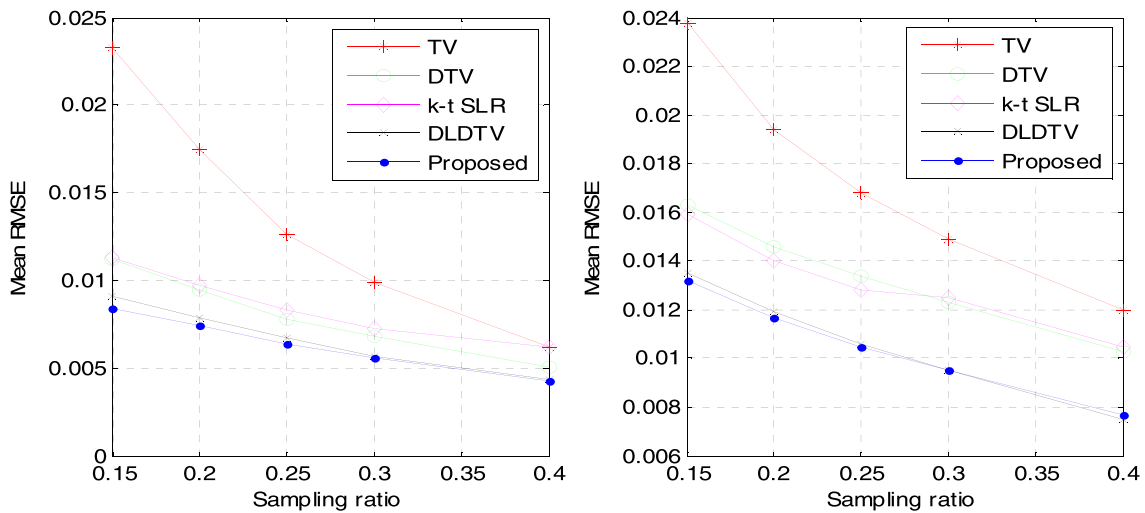 0.025
0.02
0.015
0.01
0.005
0
Mean RMSE
TV
DTV
k-t SLR
DLDTV
Proposed
0.15 0.2 0.25 0.3 0.35 0.4
Sampling ratio
0.024
0.022
0.02
0.018
0.016
0.014
0.012
0.01
0.008
0.006
Mean RMSE
TV
DTV
k-t SLR
DLDTV
Proposed
0.15 0.2 0.25 0.3 0.35 0.4
Sampling ratio